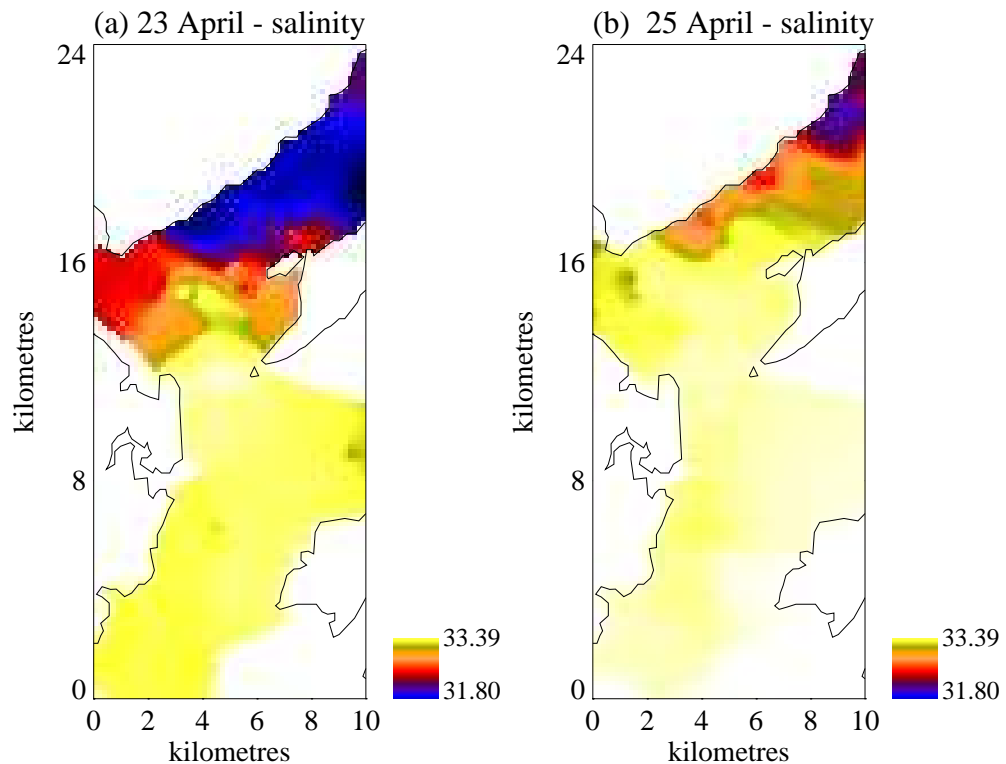 (a) 23 April - salinity
24
16
8
0
kilometres
0 2 4 6 8 10
kilometres
33.39
31.80
(b) 25 April - salinity
24
16
8
0
kilometres
0 2 4 6 8 10
kilometres
33.39
31.80